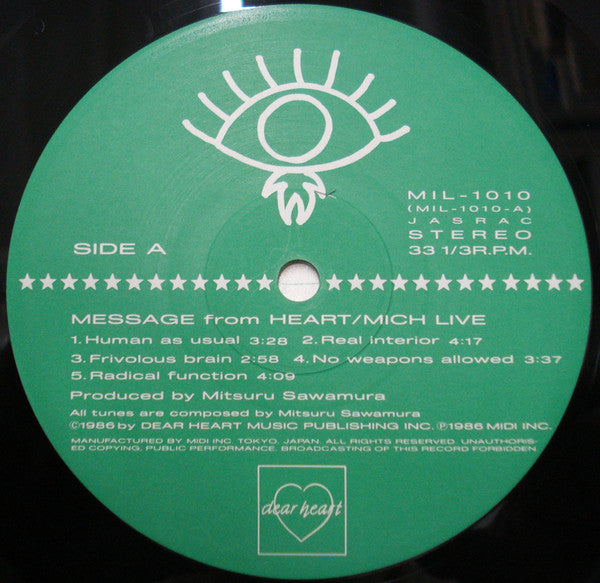 MIL-1010
(MIL-1010-A)
JASRAC
STEREO
33 1/3R.P.M.
SIDE A
MESSAGE from HEART/MICH LIVE
1.Human as usual 3:28 2.Real interior 4:17
3.Frivolous brain 2:58 4.No weapons allowed 3:37
5.Radical function 4:09
Produced by Mitsuru Sawamura
All tunes are composed by Mitsuru Sawamura
©1986 by DEAR HEART MUSIC PUBLISHING INC. ℗1986 MIDI INC.
MANUFACTURED BY MIDI INC. TOKYO. JAPAN. ALL RIGHTS RESERVED. UNAUTHORIS-
ED COPYING, PUBLIC PERFORMANCE. BROADCASTING OF THIS RECORD FORBIDDEN
dear heart